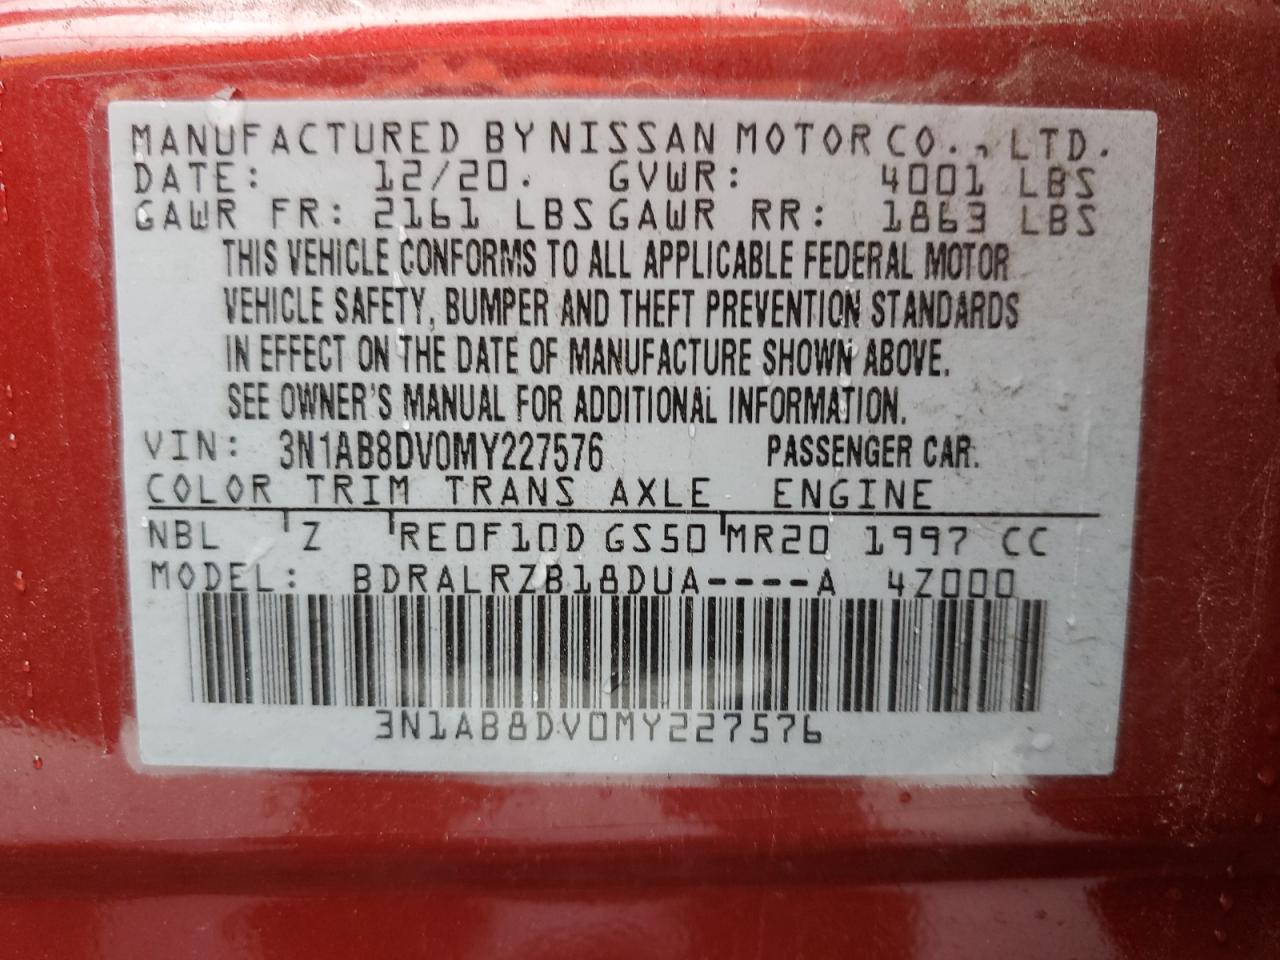 MANUFACTURED BY NISSAN MOTOR CO., LTD.
DATE: 12/20. GVWR: 4001 LBS
GAWR FR: 2161 LBS GAWR RR: 1863 LBS
THIS VEHICLE CONFORMS TO ALL APPLICABLE FEDERAL MOTOR
VEHICLE SAFETY, BUMPER AND THEFT PREVENTION STANDARDS
IN EFFECT ON THE DATE OF MANUFACTURE SHOWN ABOVE.
SEE OWNER'S MANUAL FOR ADDITIONAL INFORMATION.
VIN: 3N1AB8DV0MY227576 PASSENGER CAR.
COLOR TRIM TRANS AXLE ENGINE
NBL Z RE0F10D GS50 MR20 1997 CC
MODEL: BDRALRZB18DUA----A 4Z000
3N1AB8DV0MY227576